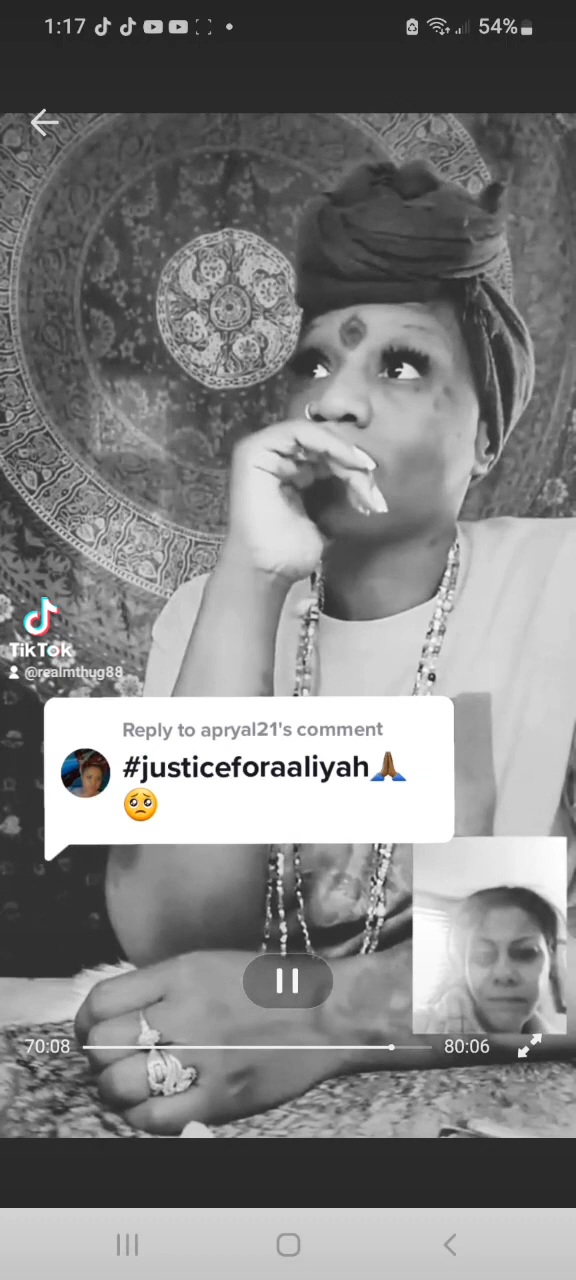 1:17
54%
TikTok
@realmthug88
Reply to apryal21's comment
#justiceforaaliyah🙏🏾
🥺
70:08
80:06